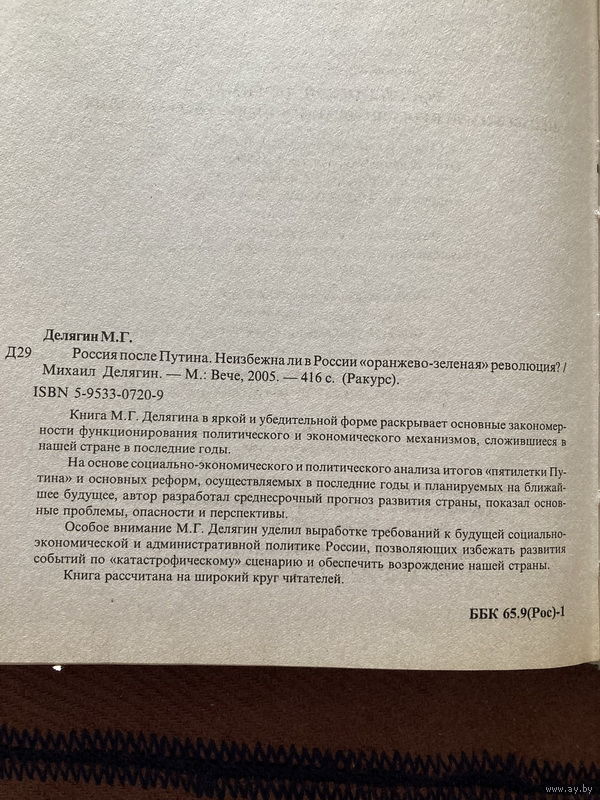 Делягин М.Г.
Д29 Россия после Путина. Неизбежна ли в России «оранжево-зеленая» революция? /
Михаил Делягин. — М.: Вече, 2005. — 416 с. (Ракурс).
ISBN 5-9533-0720-9
Книга М.Г. Делягина в яркой и убедительной форме раскрывает основные закономер-
ности функционирования политического и экономического механизмов, сложившиеся в
нашей стране в последние годы.
На основе социально-экономического и политического анализа итогов «пятилетки Пу-
тина» и основных реформ, осуществляемых в последние годы и планируемых на ближай-
шее будущее, автор разработал среднесрочный прогноз развития страны, показал основ-
ные проблемы, опасности и перспективы.
Особое внимание М.Г. Делягин уделил выработке требований к будущей социально-
экономической и административной политике России, позволяющих избежать развития
событий по «катастрофическому» сценарию и обеспечить возрождение нашей страны.
Книга рассчитана на широкий круг читателей.
ББК 65.9(Рос)-1
www.ay.by